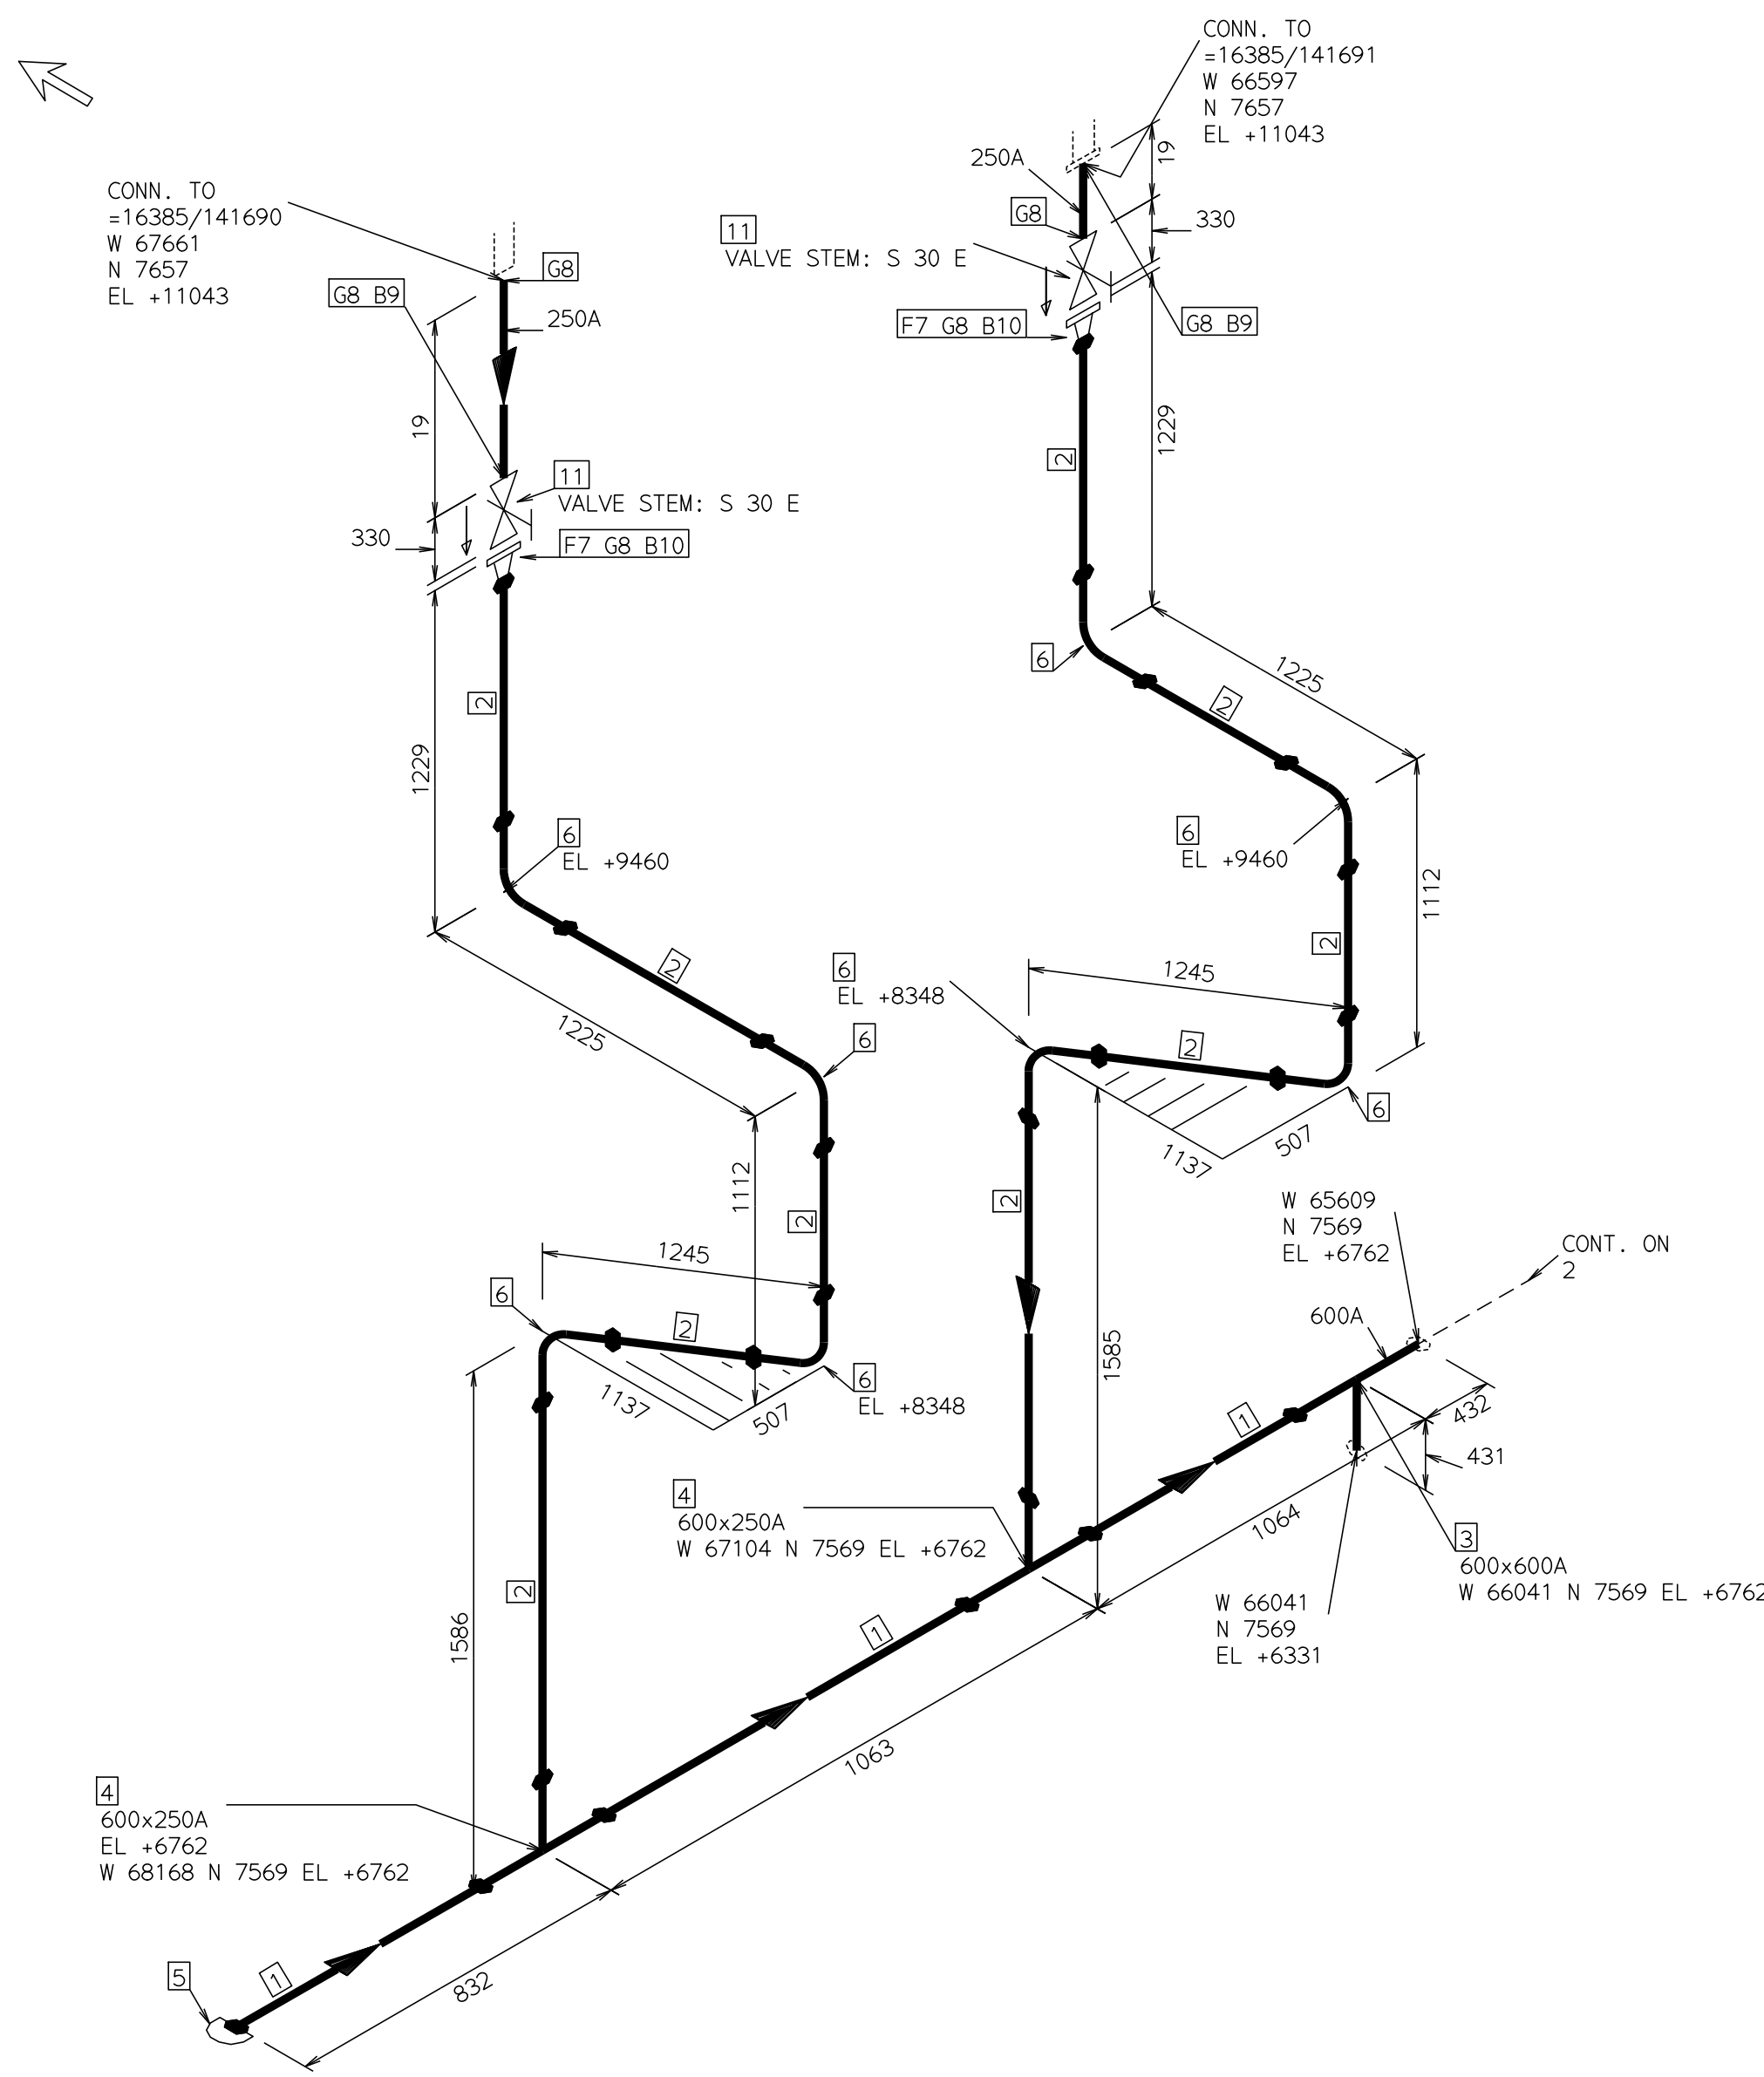 CONN. TO
=16385/141691
W 66597
N 7657
EL +11043
19
250A
G8
330
11
VALVE STEM: S 30 E
F7 G8 B10
G8 B9
CONN. TO
=16385/141690
W 67661
N 7657
EL +11043
G8
G8 B9
250A
19
11
VALVE STEM: S 30 E
330
F7 G8 B10
1229
2
6
1225
2
2
1229
6
EL +9460
6
EL +9460
1112
2
2
1225
6
EL +8348
1245
2
6
6
1137
507
1112
2
2
1245
2
6
6
EL +8348
1137
507
W 65609
N 7569
EL +6762
CONT. ON
2
600A
1585
1
432
431
4
600x250A
W 67104 N 7569 EL +6762
1064
3
600x600A
W 66041 N 7569 EL +6762
W 66041
N 7569
EL +6331
2
1586
1
1063
4
600x250A
EL +6762
W 68168 N 7569 EL +6762
5
1
832